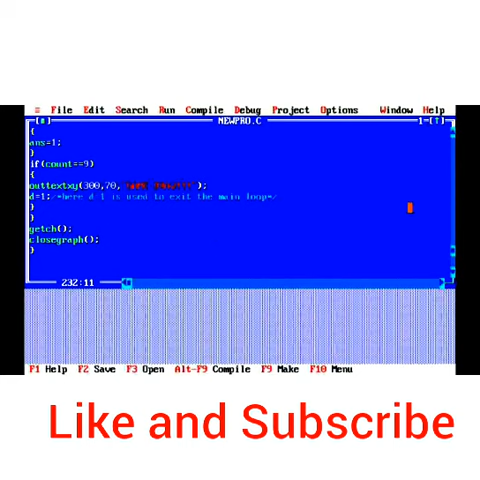 ≡ File Edit Search Run Compile Debug Project Options Window Help
[■] NEWPRO.C 1=[↑]
{
ans=1;
}
if(count==9)
{
outtextxy(300,70,"");
d=1;/*here d=1 is used to exit the main loop*/
}
}
getch();
closegraph();
}
232:11
F1 Help F2 Save F3 Open Alt-F9 Compile F9 Make F10 Menu
Like and Subscribe